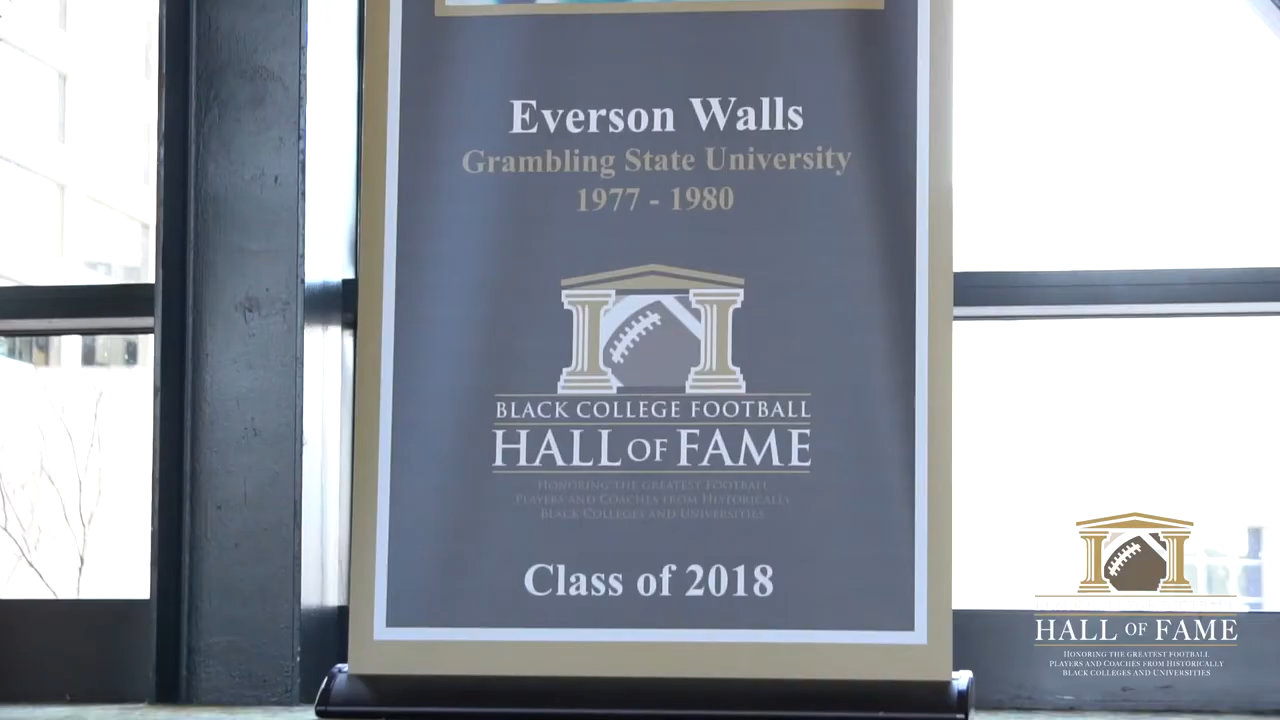 Everson Walls
Grambling State University
1977 - 1980
BLACK COLLEGE FOOTBALL
HALL OF FAME
HONORING THE GREATEST FOOTBALL
PLAYERS AND COACHES FROM HISTORICALLY
BLACK COLLEGES AND UNIVERSITIES
Class of 2018
HALL OF FAME
HONORING THE GREATEST FOOTBALL
PLAYERS AND COACHES FROM HISTORICALLY
BLACK COLLEGES AND UNIVERSITIES